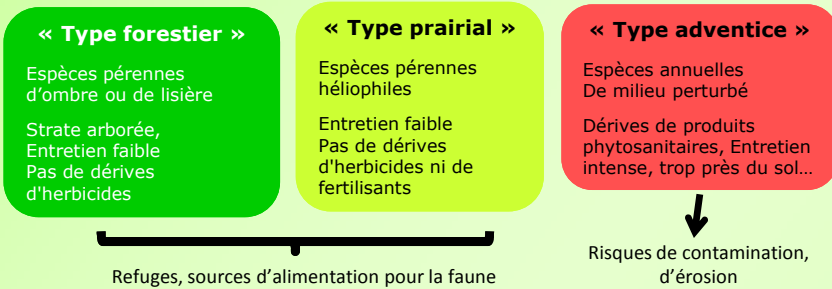 « Type forestier »
Espèces pérennes
d’ombre ou de lisière
Strate arborée,
Entretien faible
Pas de dérives
d'herbicides
« Type prairial »
Espèces pérennes
héliophiles
Entretien faible
Pas de dérives
d'herbicides ni de
fertilisants
« Type adventice »
Espèces annuelles
De milieu perturbé
Dérives de produits
phytosanitaires, Entretien
intense, trop près du sol…
Refuges, sources d’alimentation pour la faune
Risques de contamination,
d’érosion